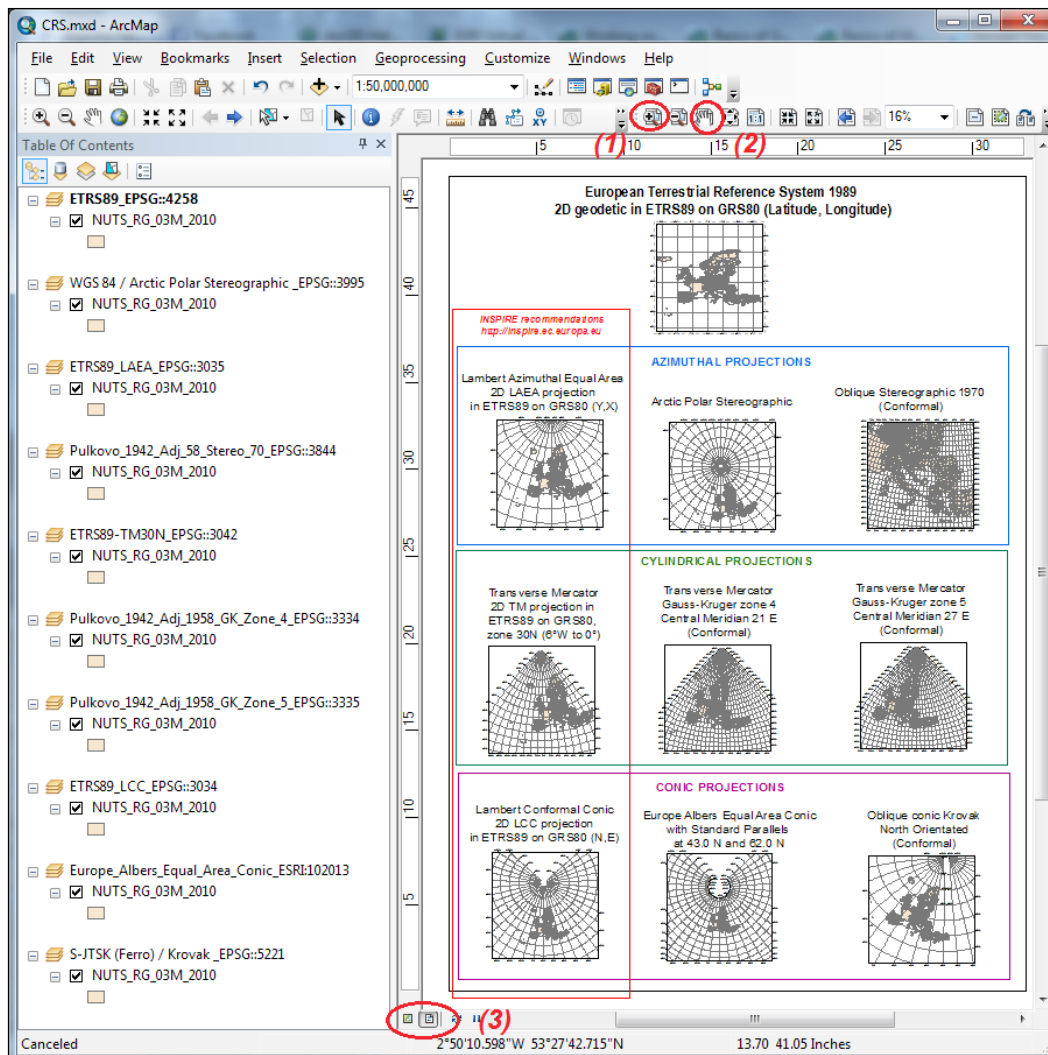 CRS.mxd - ArcMap
File Edit View Bookmarks Insert Selection Geoprocessing Customize Windows Help
1:50,000,000
XY
1:1
16%
(1)
(2)
Table Of Contents
ETRS89_EPSG::4258
NUTS_RG_03M_2010
WGS 84 / Arctic Polar Stereographic _EPSG::3995
NUTS_RG_03M_2010
ETRS89_LAEA_EPSG::3035
NUTS_RG_03M_2010
Pulkovo_1942_Adj_58_Stereo_70_EPSG::3844
NUTS_RG_03M_2010
ETRS89-TM30N_EPSG::3042
NUTS_RG_03M_2010
Pulkovo_1942_Adj_1958_GK_Zone_4_EPSG::3334
NUTS_RG_03M_2010
Pulkovo_1942_Adj_1958_GK_Zone_5_EPSG::3335
NUTS_RG_03M_2010
ETRS89_LCC_EPSG::3034
NUTS_RG_03M_2010
Europe_Albers_Equal_Area_Conic_ESRI:102013
NUTS_RG_03M_2010
S-JTSK (Ferro) / Krovak _EPSG::5221
NUTS_RG_03M_2010
5 10 15 20 25 30
45
40
35
30
25
20
15
10
5
European Terrestrial Reference System 1989
2D geodetic in ETRS89 on GRS80 (Latitude, Longitude)
INSPIRE recommendations
http://inspire.ec.europa.eu
AZIMUTHAL PROJECTIONS
Lambert Azimuthal Equal Area
2D LAEA projection
in ETRS89 on GRS80 (Y,X)
Arctic Polar Stereographic
Oblique Stereographic 1970
(Conformal)
CYLINDRICAL PROJECTIONS
Transverse Mercator
2D TM projection in
ETRS89 on GRS80,
zone 30N (6°W to 0°)
Transverse Mercator
Gauss-Kruger zone 4
Central Meridian 21 E
(Conformal)
Transverse Mercator
Gauss-Kruger zone 5
Central Meridian 27 E
(Conformal)
CONIC PROJECTIONS
Lambert Conformal Conic
2D LCC projection
in ETRS89 on GRS80 (N,E)
Europe Albers Equal Area Conic
with Standard Parallels
at 43.0 N and 62.0 N
Oblique conic Krovak
North Orientated
(Conformal)
(3)
Canceled
2°50'10.598"W 53°27'42.715"N
13.70 41.05 Inches